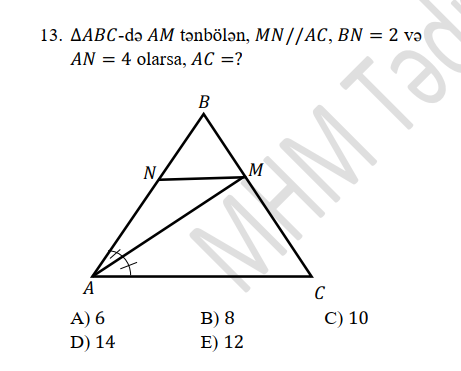 13. ΔABC-də AM tənbölən, MN//AC, BN = 2 və
AN = 4 olarsa, AC =?
B
N
M
A
C
A) 6 B) 8 C) 10
D) 14 E) 12
MHM Təd